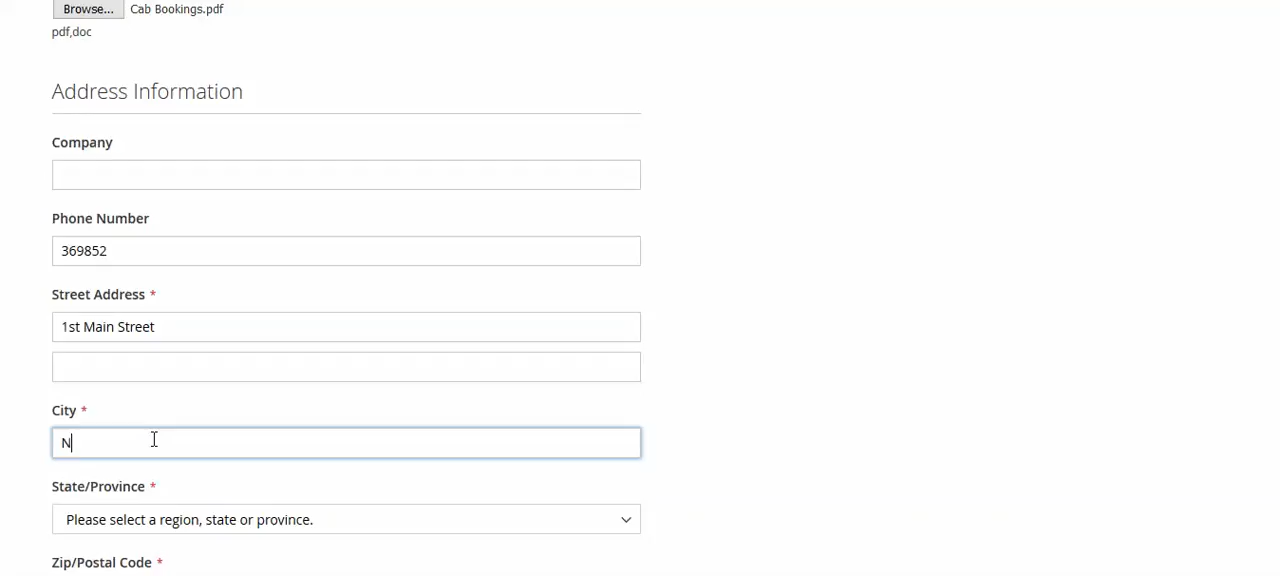 Browse... Cab Bookings.pdf
pdf,doc
Address Information
Company
Phone Number
369852
Street Address *
1st Main Street
City *
N
State/Province *
Please select a region, state or province.
Zip/Postal Code *